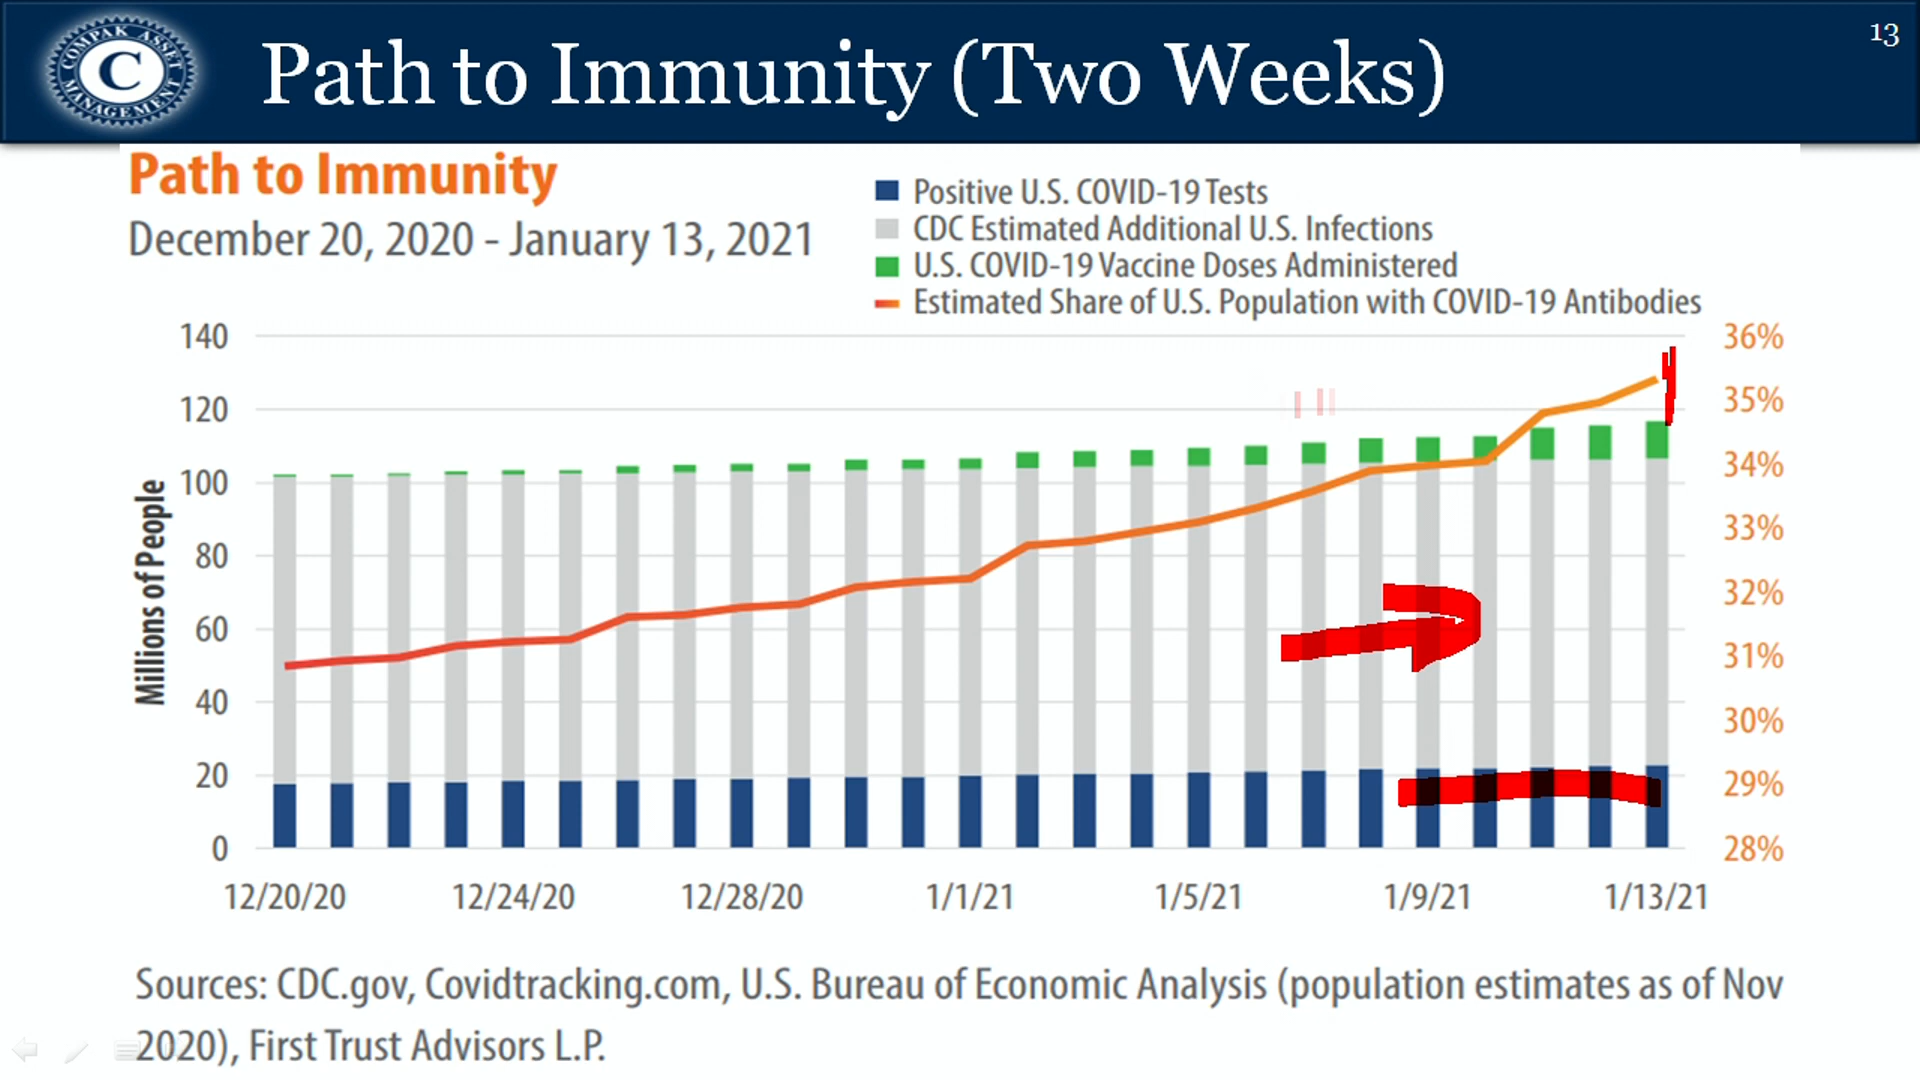 COMPAK ASSET MANAGEMENT
C
Path to Immunity (Two Weeks)
13
Path to Immunity
December 20, 2020 - January 13, 2021
Positive U.S. COVID-19 Tests
CDC Estimated Additional U.S. Infections
U.S. COVID-19 Vaccine Doses Administered
Estimated Share of U.S. Population with COVID-19 Antibodies
Millions of People
140
120
100
80
60
40
20
0
36%
35%
34%
33%
32%
31%
30%
29%
28%
12/20/20 12/24/20 12/28/20 1/1/21 1/5/21 1/9/21 1/13/21
Sources: CDC.gov, Covidtracking.com, U.S. Bureau of Economic Analysis (population estimates as of Nov
2020), First Trust Advisors L.P.